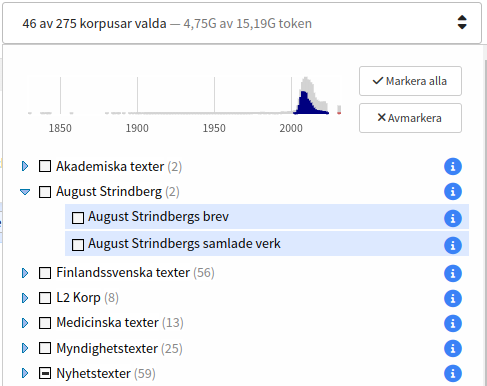 46 av 275 korpusar valda — 4,75G av 15,19G token
1850 1900 1950 2000
Markera alla
Avmarkera
Akademiska texter (2)
August Strindberg (2)
August Strindbergs brev
August Strindbergs samlade verk
Finlandssvenska texter (56)
L2 Korp (8)
Medicinska texter (13)
Myndighetstexter (25)
Nyhetstexter (59)